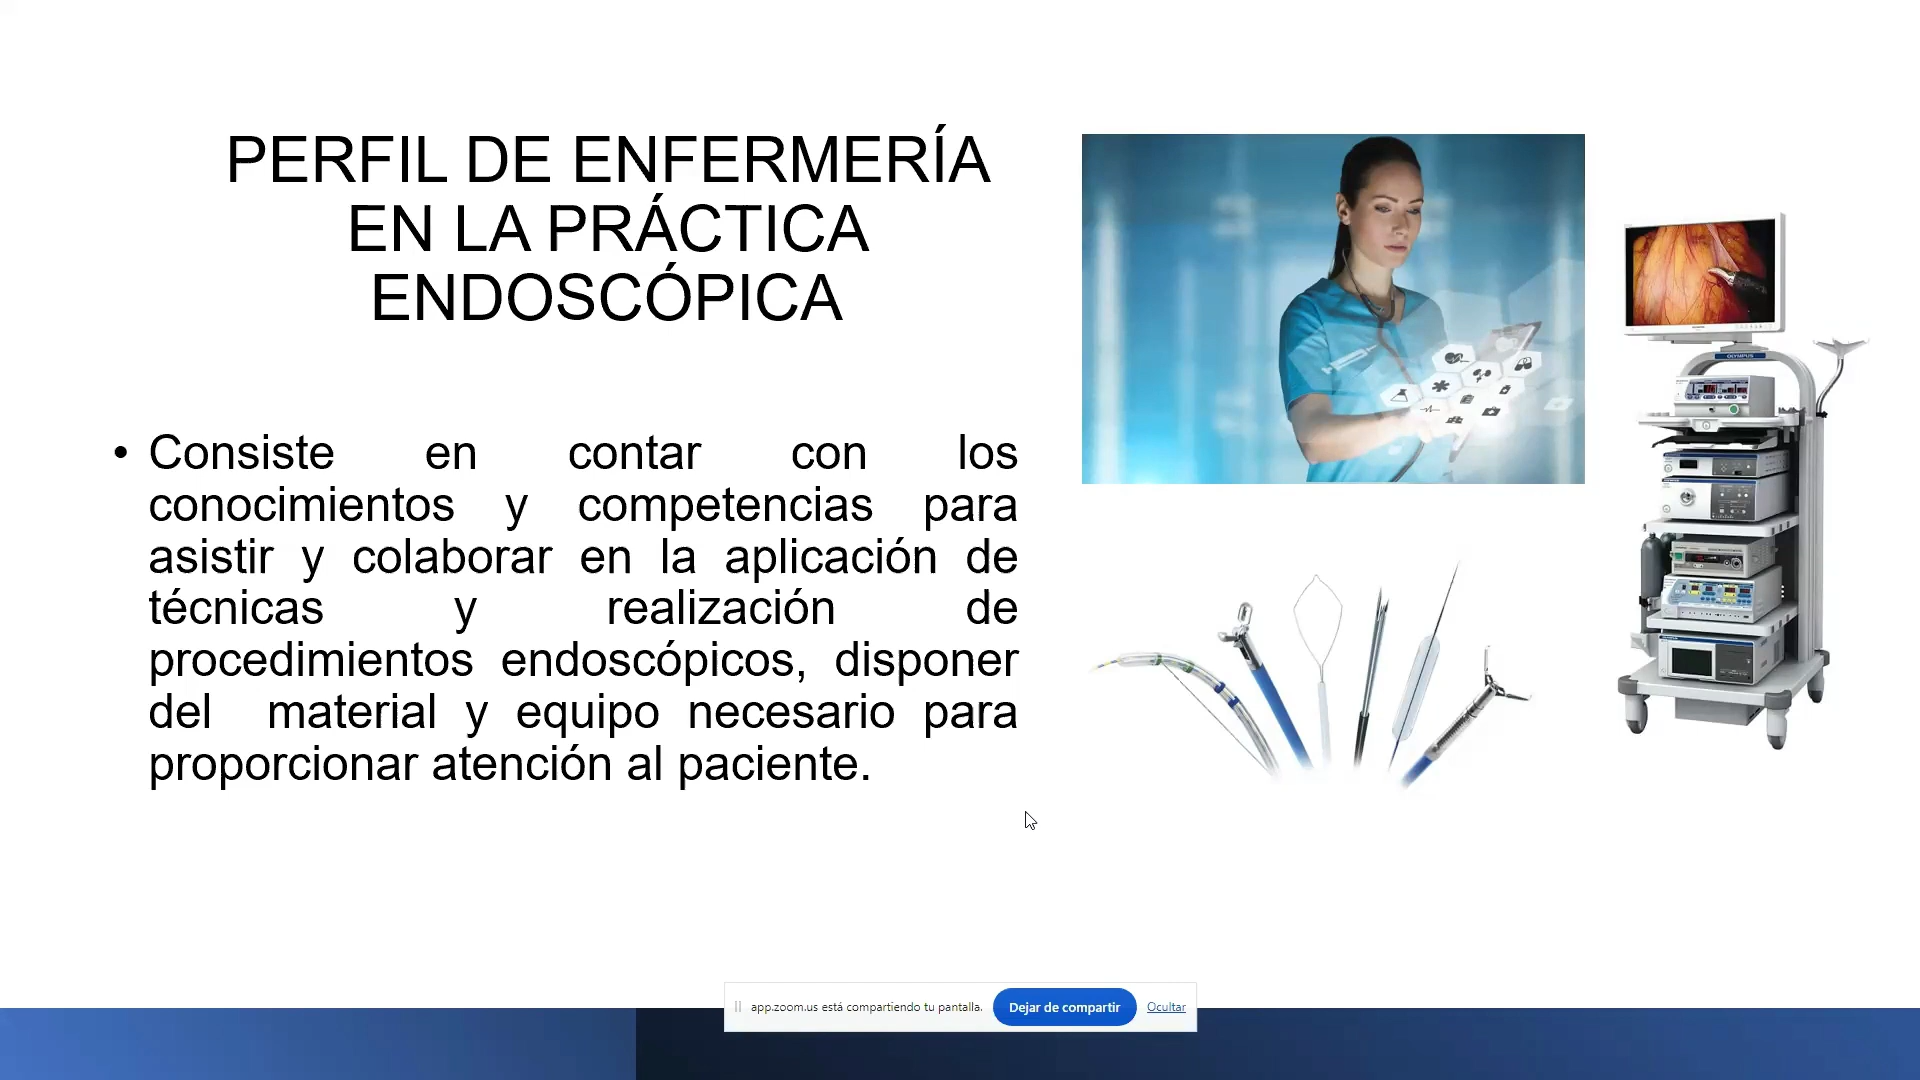 PERFIL DE ENFERMERÍA
EN LA PRÁCTICA
ENDOSCÓPICA
• Consiste en contar con los
conocimientos y competencias para
asistir y colaborar en la aplicación de
técnicas y realización de
procedimientos endoscópicos, disponer
del material y equipo necesario para
proporcionar atención al paciente.
OLYMPUS
app.zoom.us está compartiendo tu pantalla.
Dejar de compartir
Ocultar